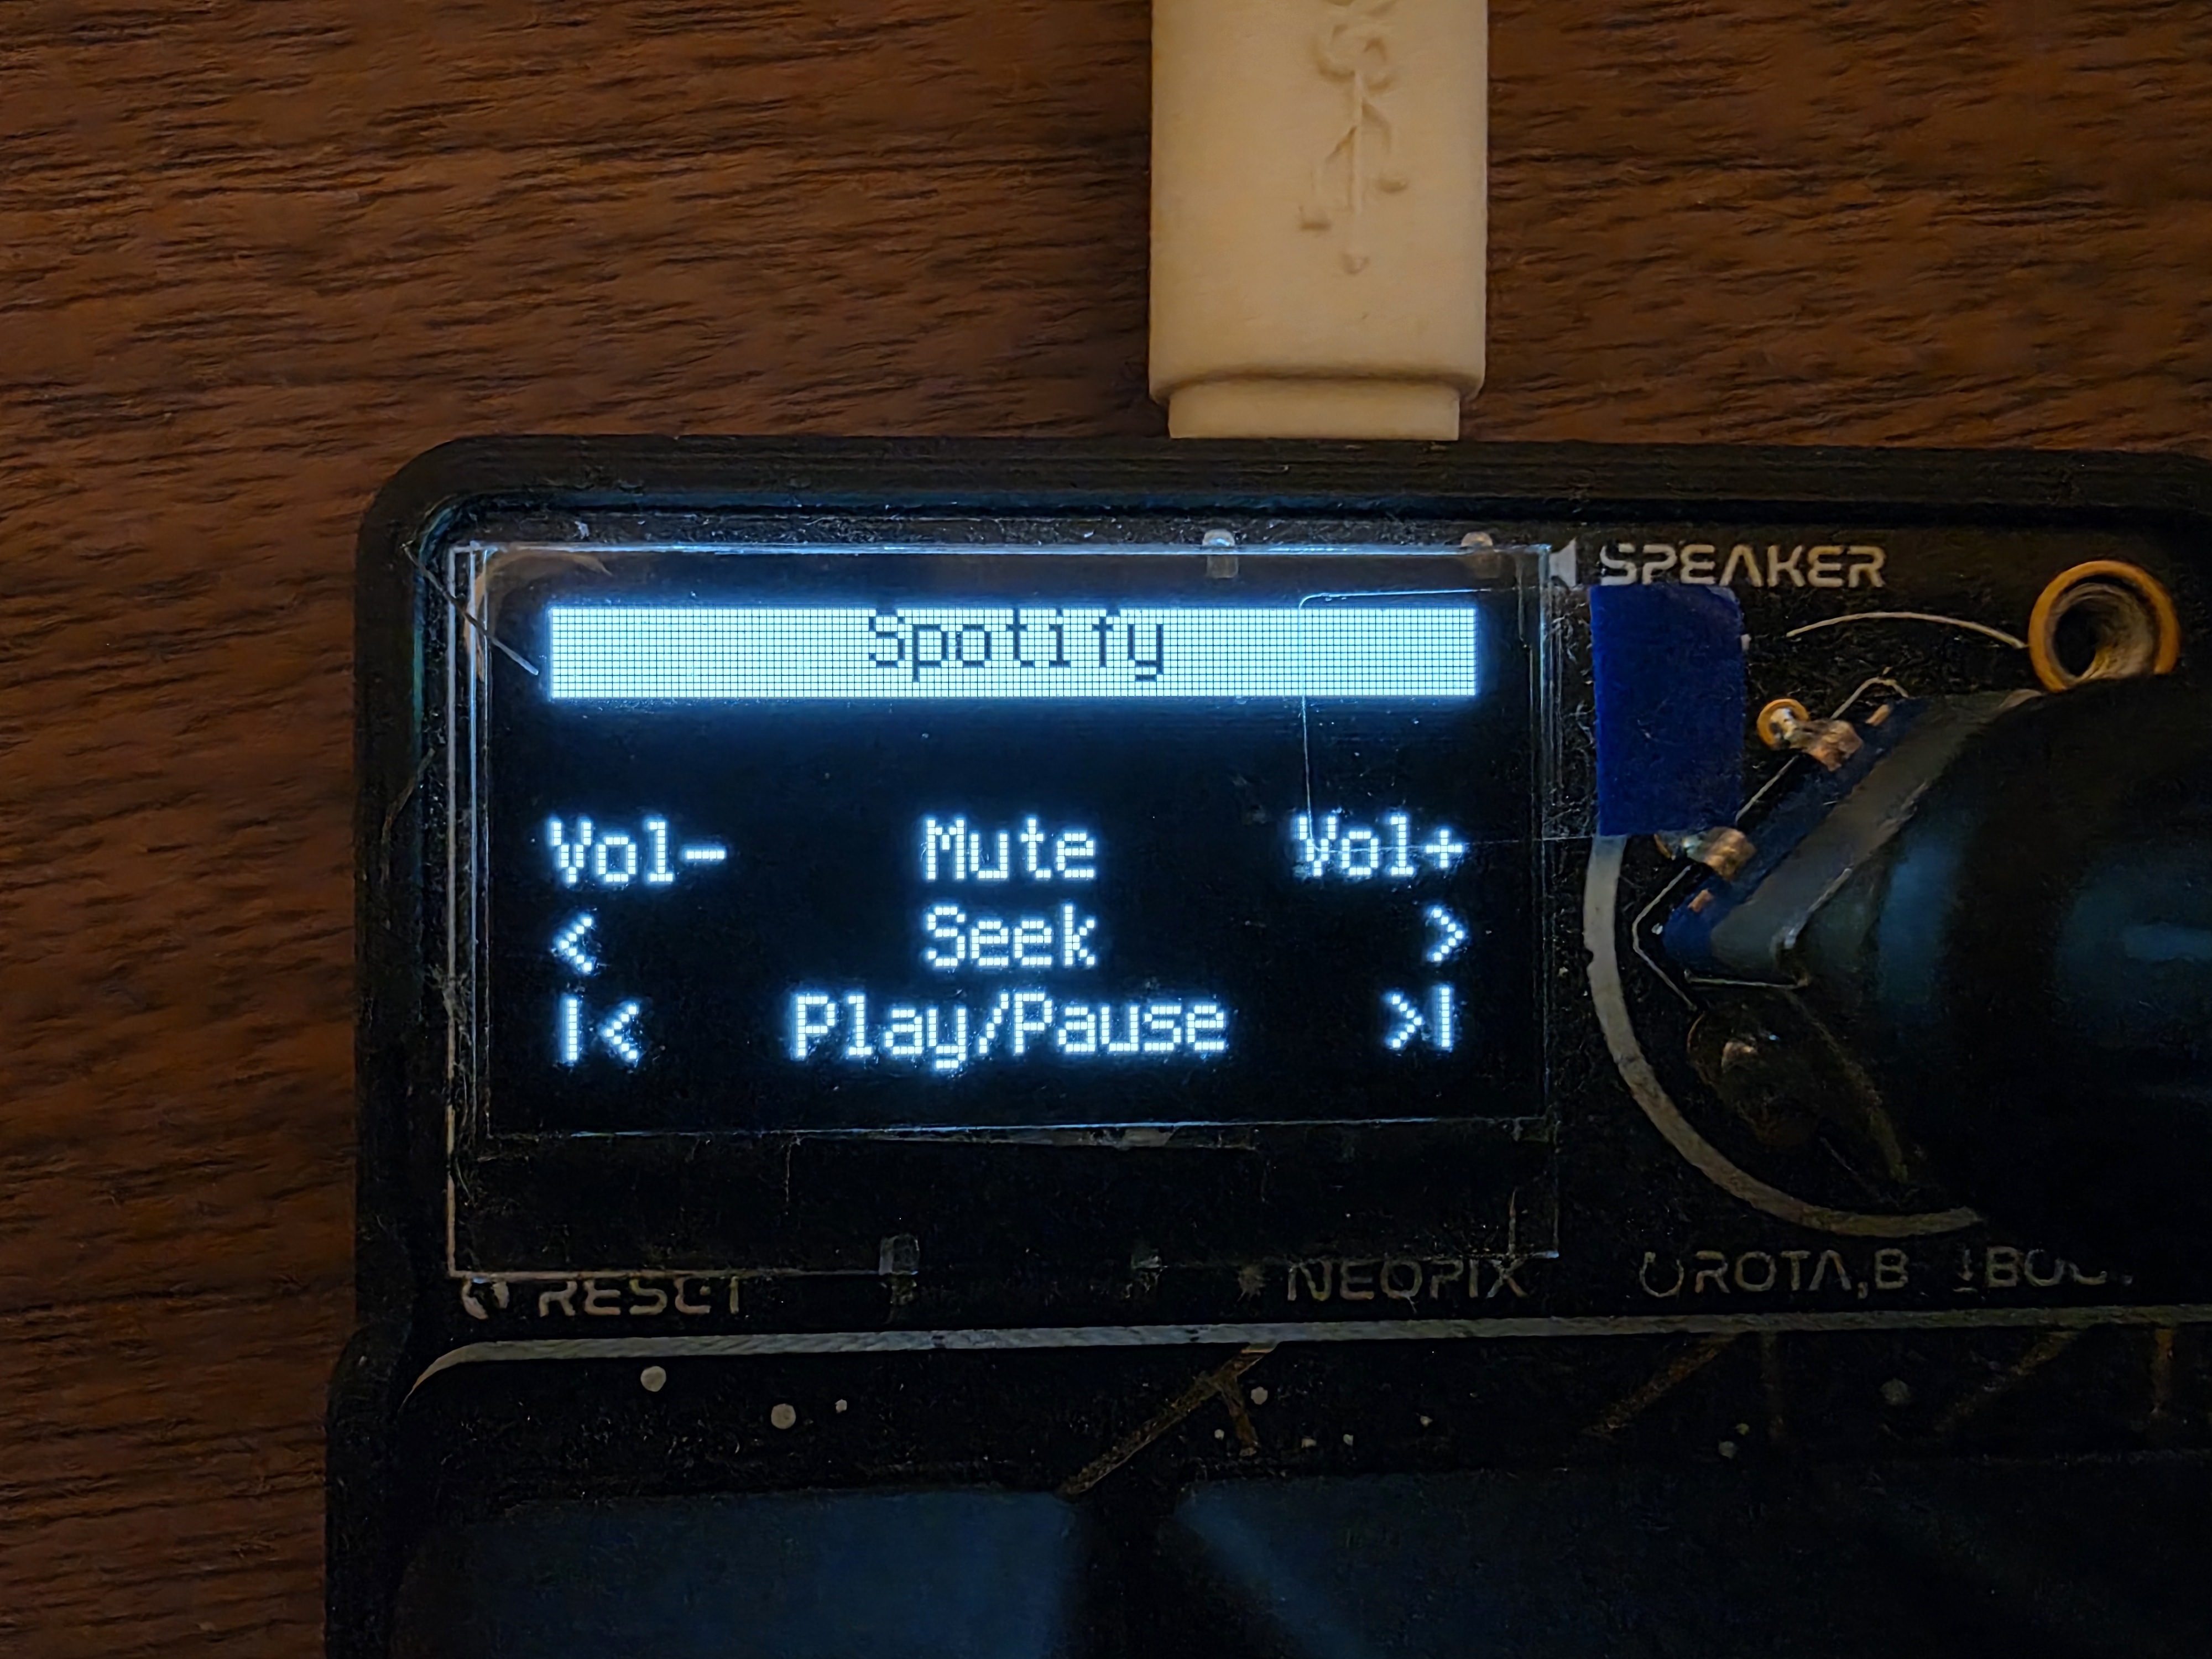 SPEAKER
Spotify
Vol- Mute Vol+
< Seek >
|< Play/Pause >|
RESET NEOPIX ROTA,B